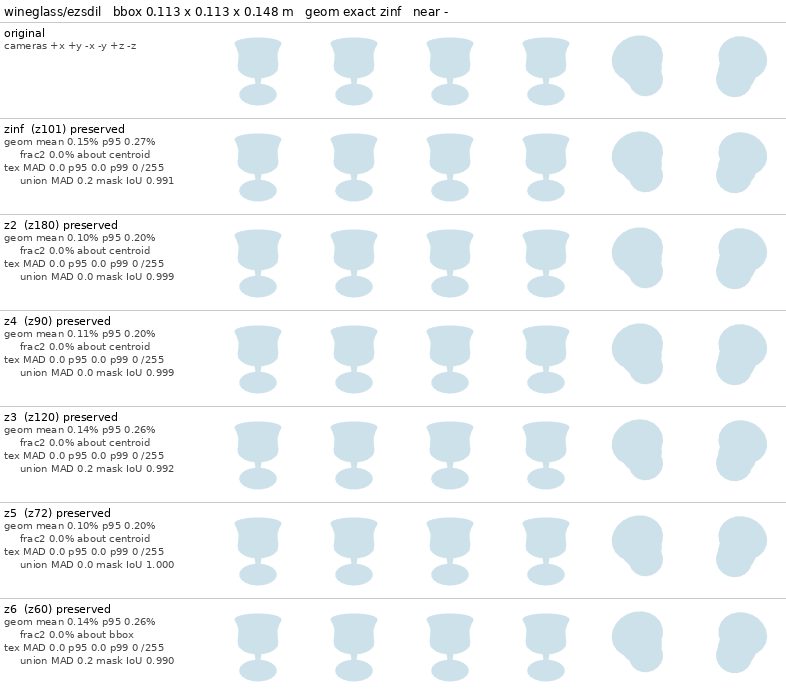 wineglass/ezsdil   bbox 0.113 x 0.113 x 0.148 m   geom exact zinf   near -
original
cameras +x +y -x -y +z -z
zinf  (z101) preserved
geom mean 0.15% p95 0.27%
frac2 0.0% about centroid
tex MAD 0.0 p95 0.0 p99 0 /255
union MAD 0.2 mask IoU 0.991
z2  (z180) preserved
geom mean 0.10% p95 0.20%
frac2 0.0% about centroid
tex MAD 0.0 p95 0.0 p99 0 /255
union MAD 0.0 mask IoU 0.999
z4  (z90) preserved
geom mean 0.11% p95 0.20%
frac2 0.0% about centroid
tex MAD 0.0 p95 0.0 p99 0 /255
union MAD 0.0 mask IoU 0.999
z3  (z120) preserved
geom mean 0.14% p95 0.26%
frac2 0.0% about centroid
tex MAD 0.0 p95 0.0 p99 0 /255
union MAD 0.2 mask IoU 0.992
z5  (z72) preserved
geom mean 0.10% p95 0.20%
frac2 0.0% about centroid
tex MAD 0.0 p95 0.0 p99 0 /255
union MAD 0.0 mask IoU 1.000
z6  (z60) preserved
geom mean 0.14% p95 0.26%
frac2 0.0% about bbox
tex MAD 0.0 p95 0.0 p99 0 /255
union MAD 0.2 mask IoU 0.990